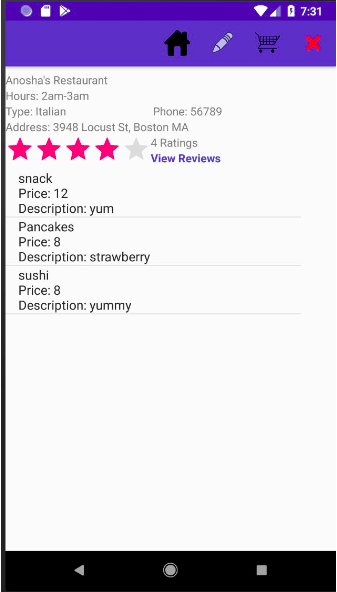 7:31
Anosha's Restaurant
Hours: 2am-3am
Type: Italian Phone: 56789
Address: 3948 Locust St, Boston MA
4 Ratings
View Reviews
snack
Price: 12
Description: yum
Pancakes
Price: 8
Description: strawberry
sushi
Price: 8
Description: yummy